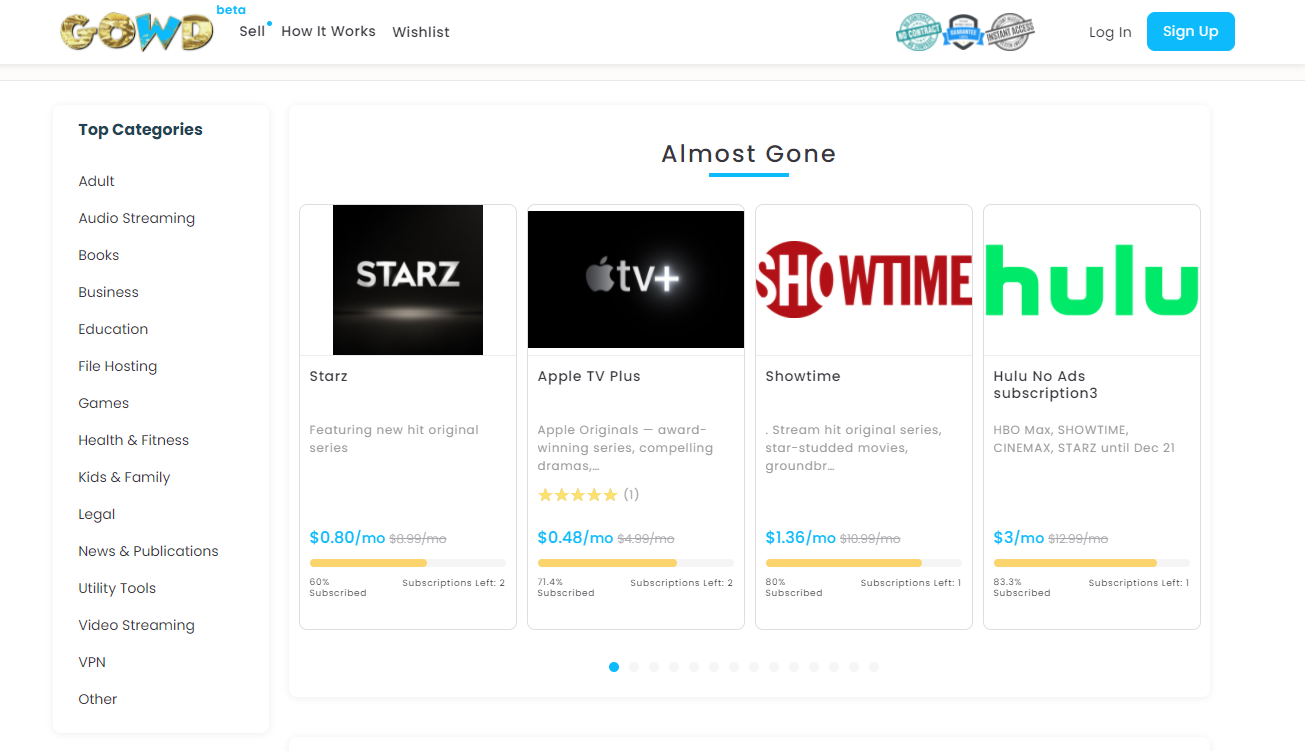 GOWD
beta
Sell
How It Works
Wishlist
NO CONTRACT
GUARANTEE
INSTANT ACCESS
Log In
Sign Up
Top Categories
Adult
Audio Streaming
Books
Business
Education
File Hosting
Games
Health & Fitness
Kids & Family
Legal
News & Publications
Utility Tools
Video Streaming
VPN
Other
Almost Gone
STARZ
Starz
Featuring new hit original
series
$0.80/mo $8.99/mo
60%
Subscribed
Subscriptions Left: 2
tv+
Apple TV Plus
Apple Originals — award-
winning series, compelling
dramas,...
(1)
$0.48/mo $4.99/mo
71.4%
Subscribed
Subscriptions Left: 2
SHOWTIME
Showtime
. Stream hit original series,
star-studded movies,
groundbr...
$1.36/mo $10.99/mo
80%
Subscribed
Subscriptions Left: 1
hulu
Hulu No Ads
subscription3
HBO Max, SHOWTIME,
CINEMAX, STARZ until Dec 21
$3/mo $12.99/mo
83.3%
Subscribed
Subscriptions Left: 1